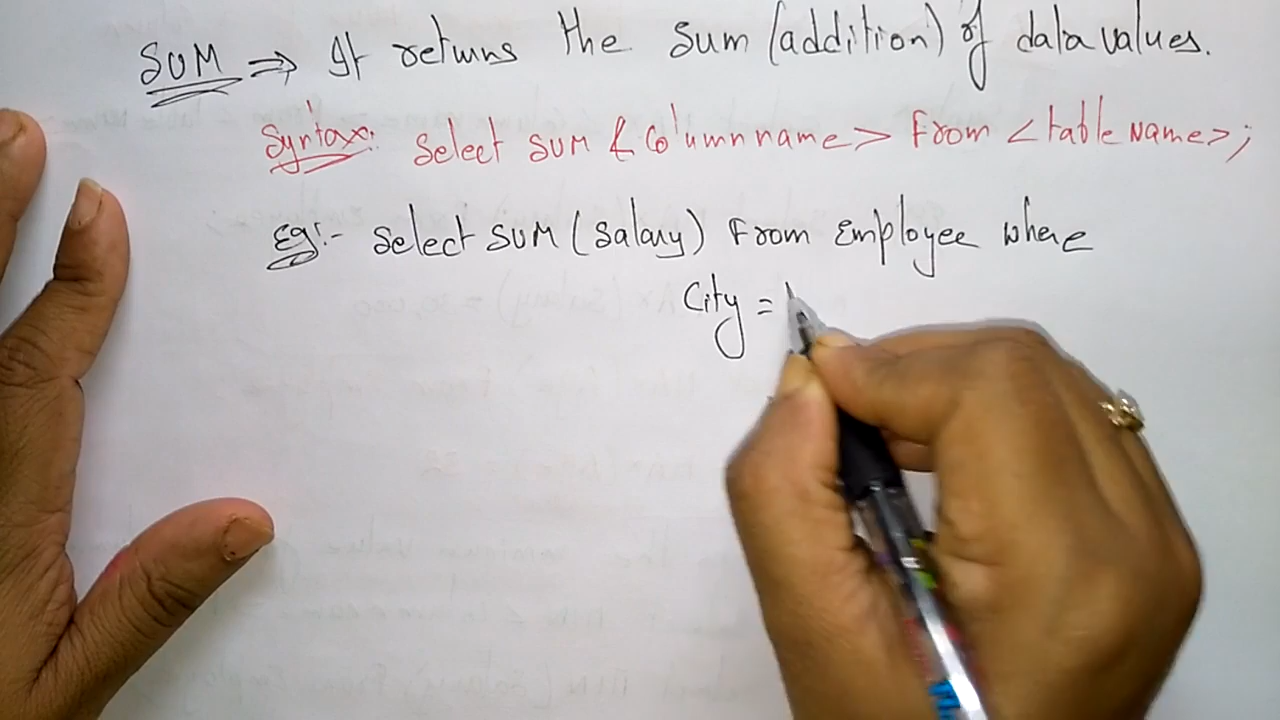 SUM ⇒ It returns the sum (addition) of data values.
Syntax: Select SUM <Columnname> From <table Name>;
Eg:- Select SUM (Salary) From Employee where
City = '